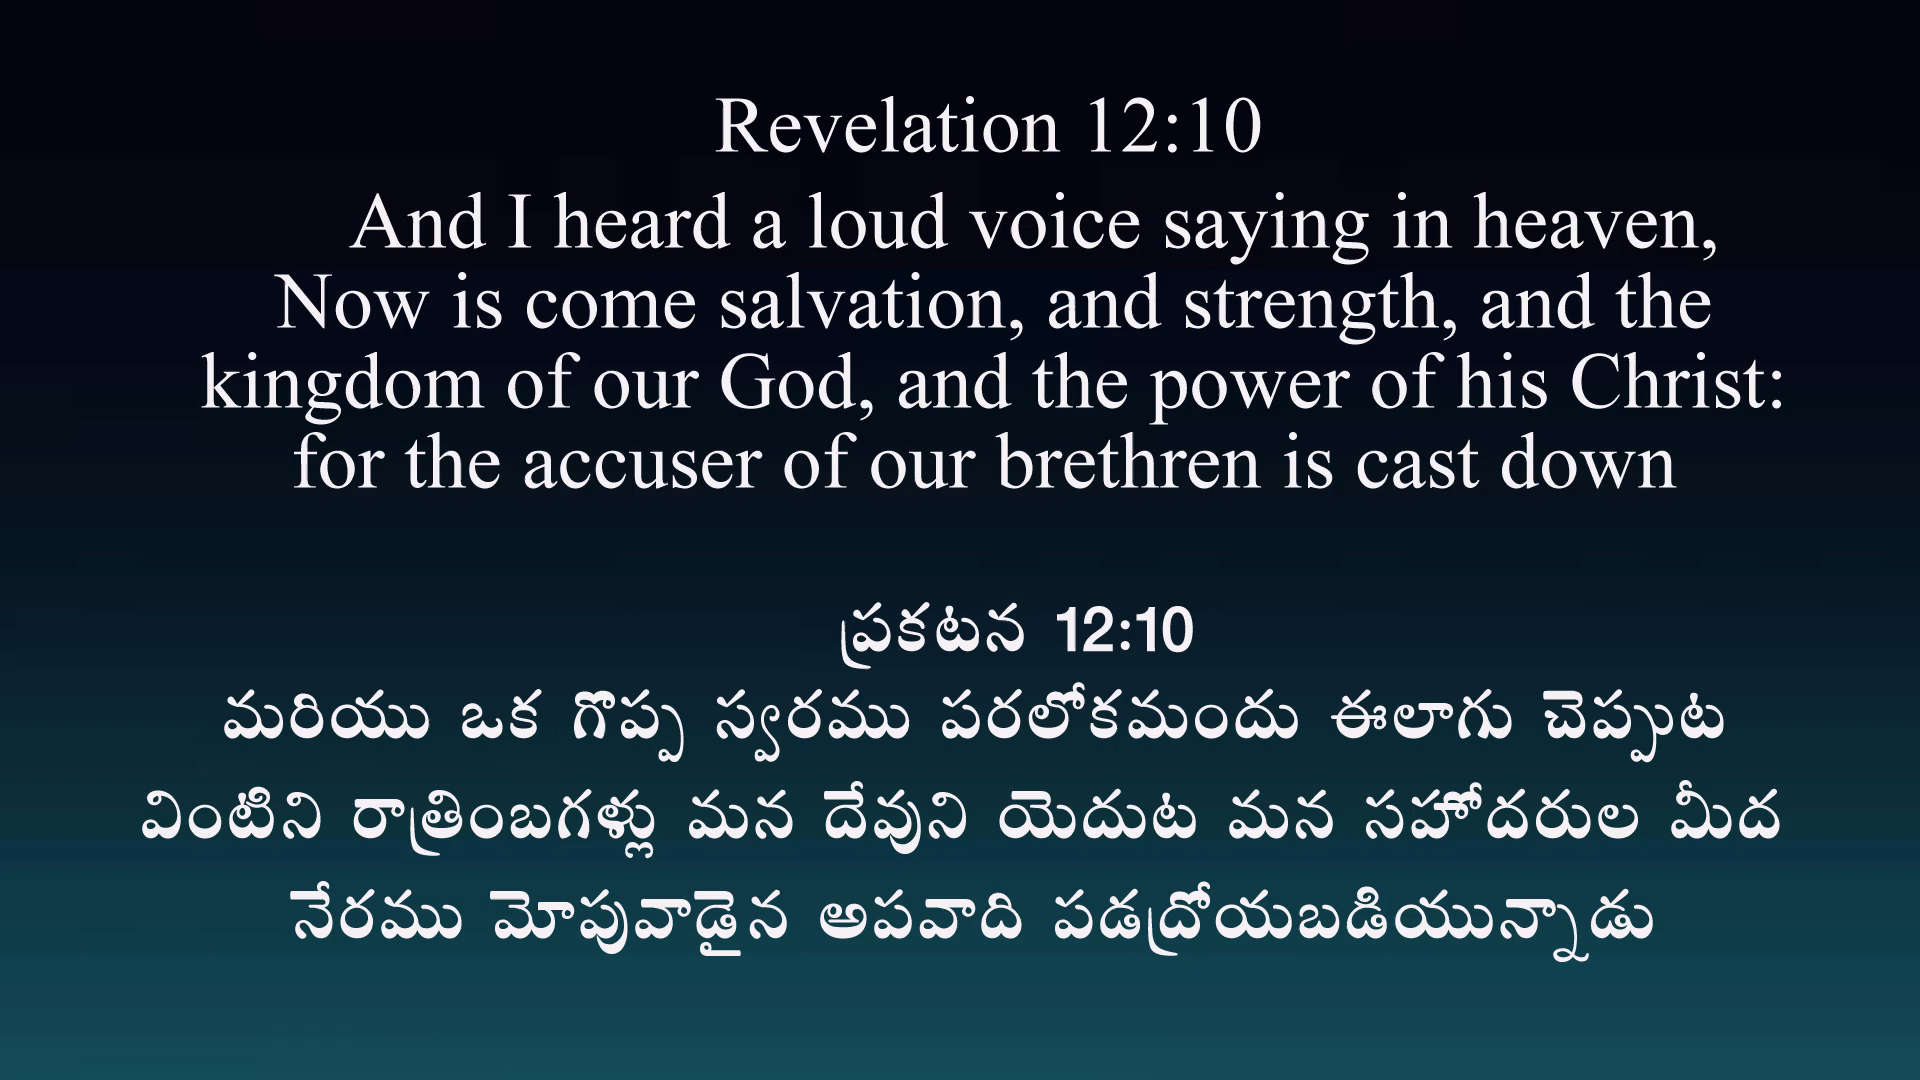 Revelation 12:10
And I heard a loud voice saying in heaven,
Now is come salvation, and strength, and the
kingdom of our God, and the power of his Christ:
for the accuser of our brethren is cast down
ప్రకటన 12:10
మరియు ఒక గొప్ప స్వరము పరలోకమందు ఈలాగు చెప్పుట
వింటిని రాత్రింబగళ్లు మన దేవుని యెదుట మన సహోదరుల మీద
నేరము మోపువాడైన అపవాది పడద్రోయబడియున్నాడు